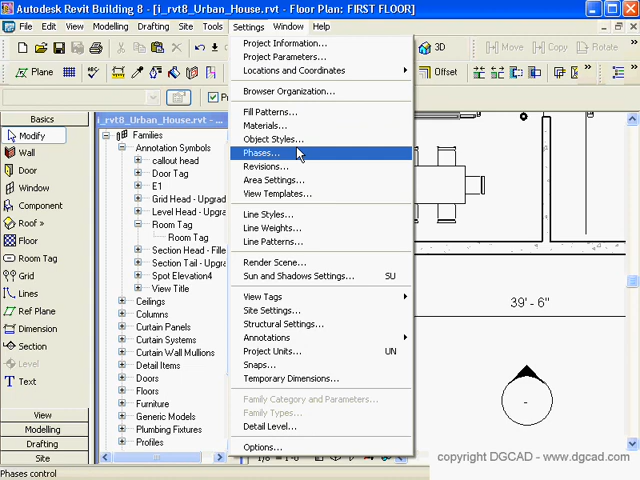 Autodesk Revit Building 8 - [i_rvt8_Urban_House.rvt - Floor Plan: FIRST FLOOR]
File Edit View Modelling Drafting Site Tools Settings Window Help
3D Move Copy Rotate
Plane Offset
Basics
Modify
Wall
Door
Window
Component
Roof »
Floor
Room Tag
Grid
Lines
Ref Plane
Dimension
Section
Level
Text
View
Modelling
Drafting
Site
i_rvt8_Urban_House.rvt - ...
Families
Annotation Symbols
callout head
Door Tag
E1
Grid Head - Upgrad
Level Head - Upgra
Room Tag
Room Tag
Section Head - Fille
Section Tail - Upgra
Spot Elevation4
View Title
Ceilings
Columns
Curtain Panels
Curtain Systems
Curtain Wall Mullions
Detail Items
Doors
Floors
Furniture
Generic Models
Plumbing Fixtures
Profiles
Project Information...
Project Parameters...
Locations and Coordinates
Browser Organization...
Fill Patterns...
Materials...
Object Styles...
Phases...
Revisions...
Area Settings...
View Templates...
Line Styles...
Line Weights...
Line Patterns...
Render Scene...
Sun and Shadows Settings... SU
View Tags
Site Settings...
Structural Settings...
Annotations
Project Units... UN
Snaps...
Temporary Dimensions...
Family Category and Parameters...
Family Types...
Detail Level...
Options...
39' - 6"
-
copyright DGCAD - www.dgcad.com
Phases control